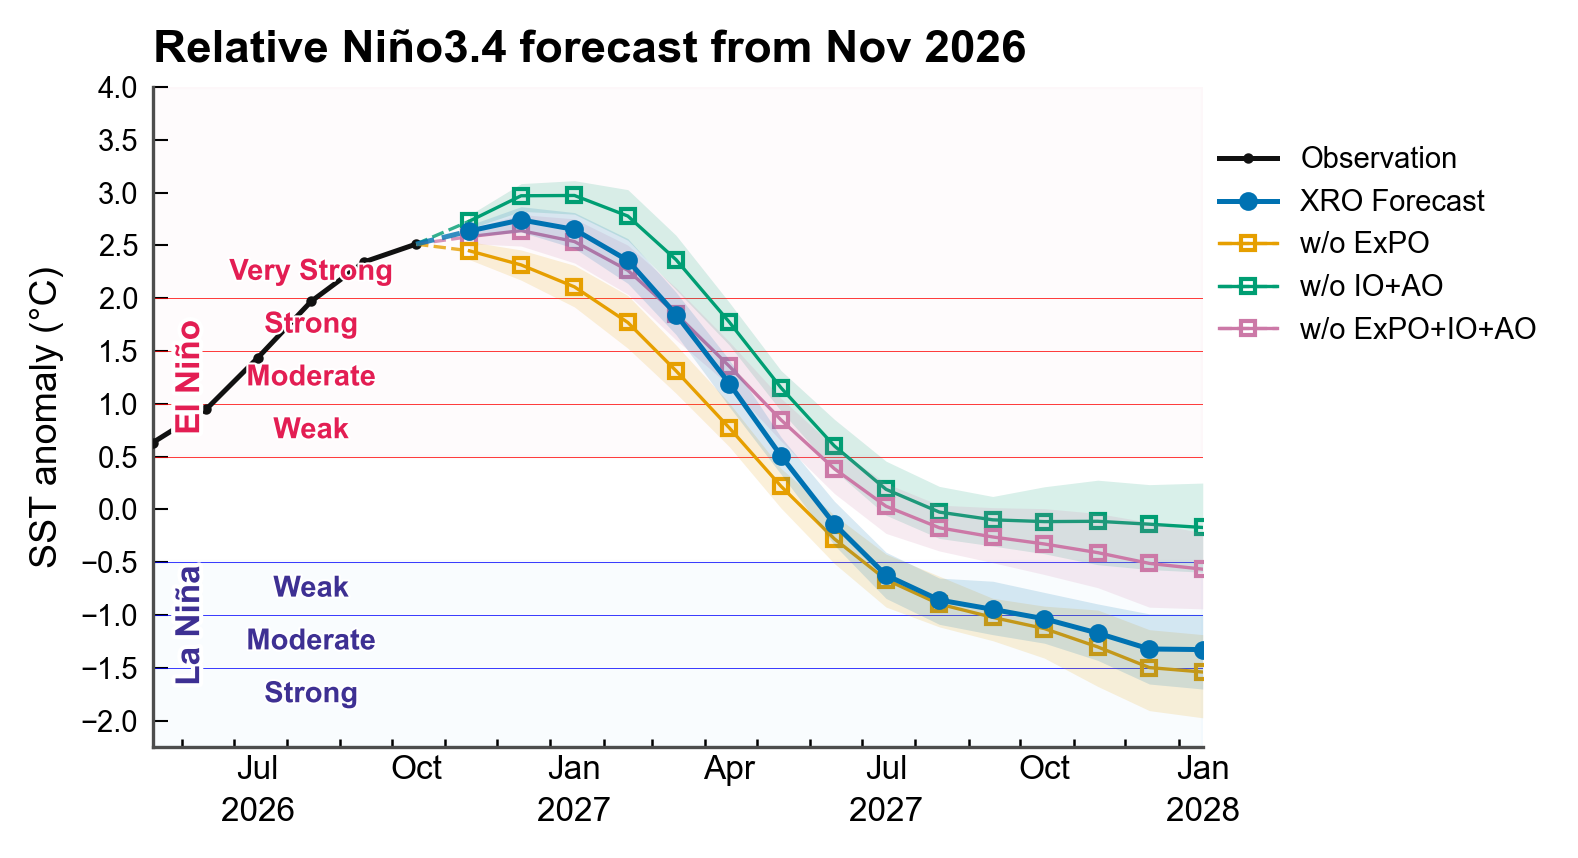 Relative Niño3.4 forecast from Nov 2026
SST anomaly (°C)
4.0
3.5
3.0
2.5
2.0
1.5
1.0
0.5
0.0
−0.5
−1.0
−1.5
−2.0
El Niño
Very Strong
Strong
Moderate
Weak
La Niña
Weak
Moderate
Strong
Jul
2026
Oct
Jan
2027
Apr
Jul
2027
Oct
Jan
2028
Observation
XRO Forecast
w/o ExPO
w/o IO+AO
w/o ExPO+IO+AO